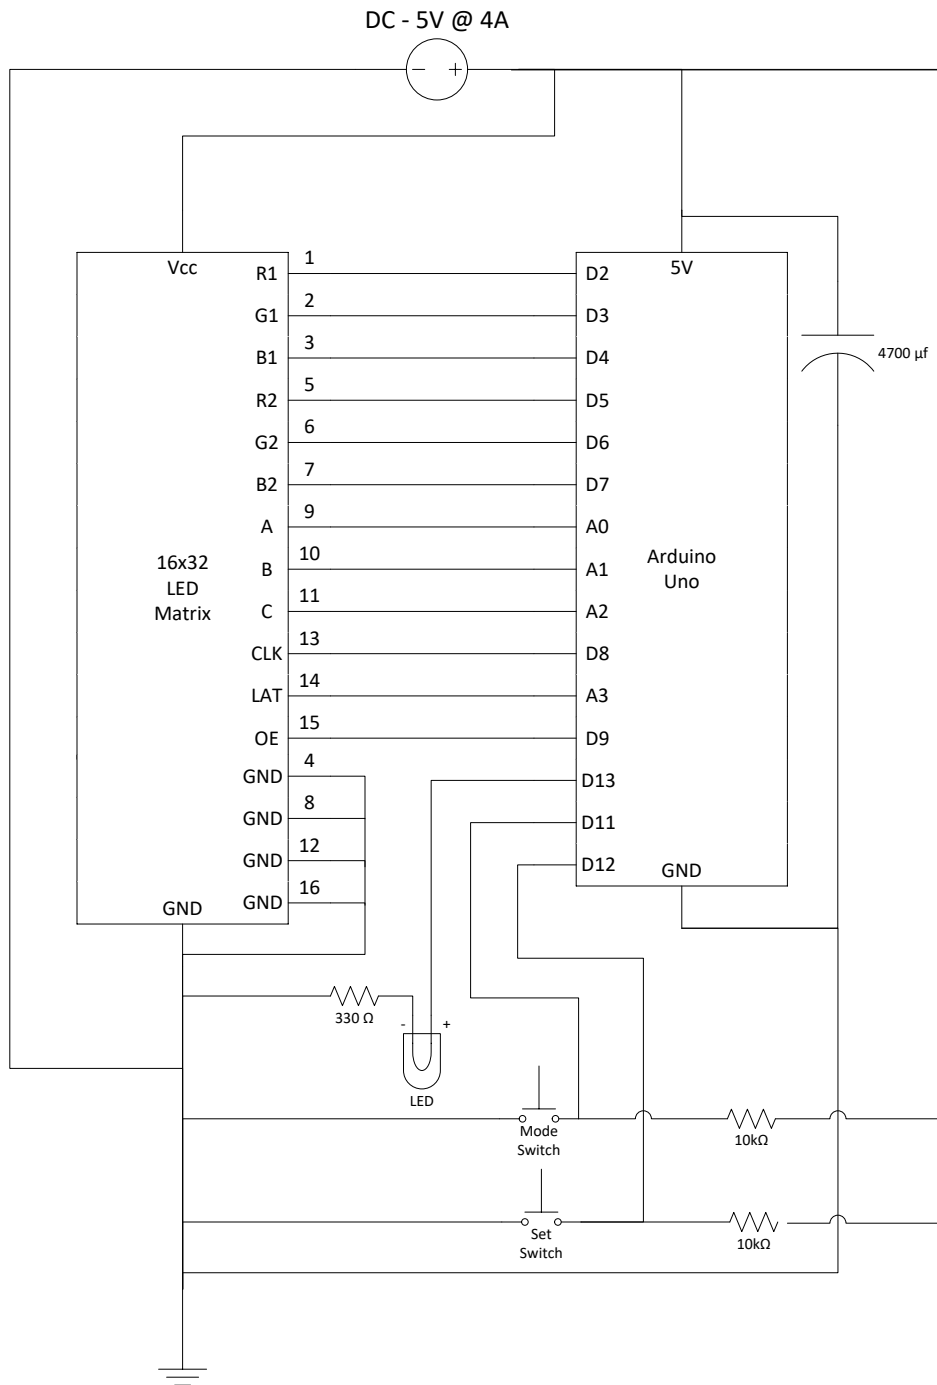 DC - 5V @ 4A
- +
Vcc
5V
R1 1 D2
G1 2 D3
B1 3 D4
R2 5 D5
G2 6 D6
B2 7 D7
A 9 A0
B 10 A1
C 11 A2
CLK 13 D8
LAT 14 A3
OE 15 D9
GND 4 D13
GND 8 D11
GND 12 D12
GND 16
GND
GND
16x32
LED
Matrix
Arduino
Uno
4700 µf
330 Ω
- +
LED
Mode
Switch
10kΩ
Set
Switch
10kΩ